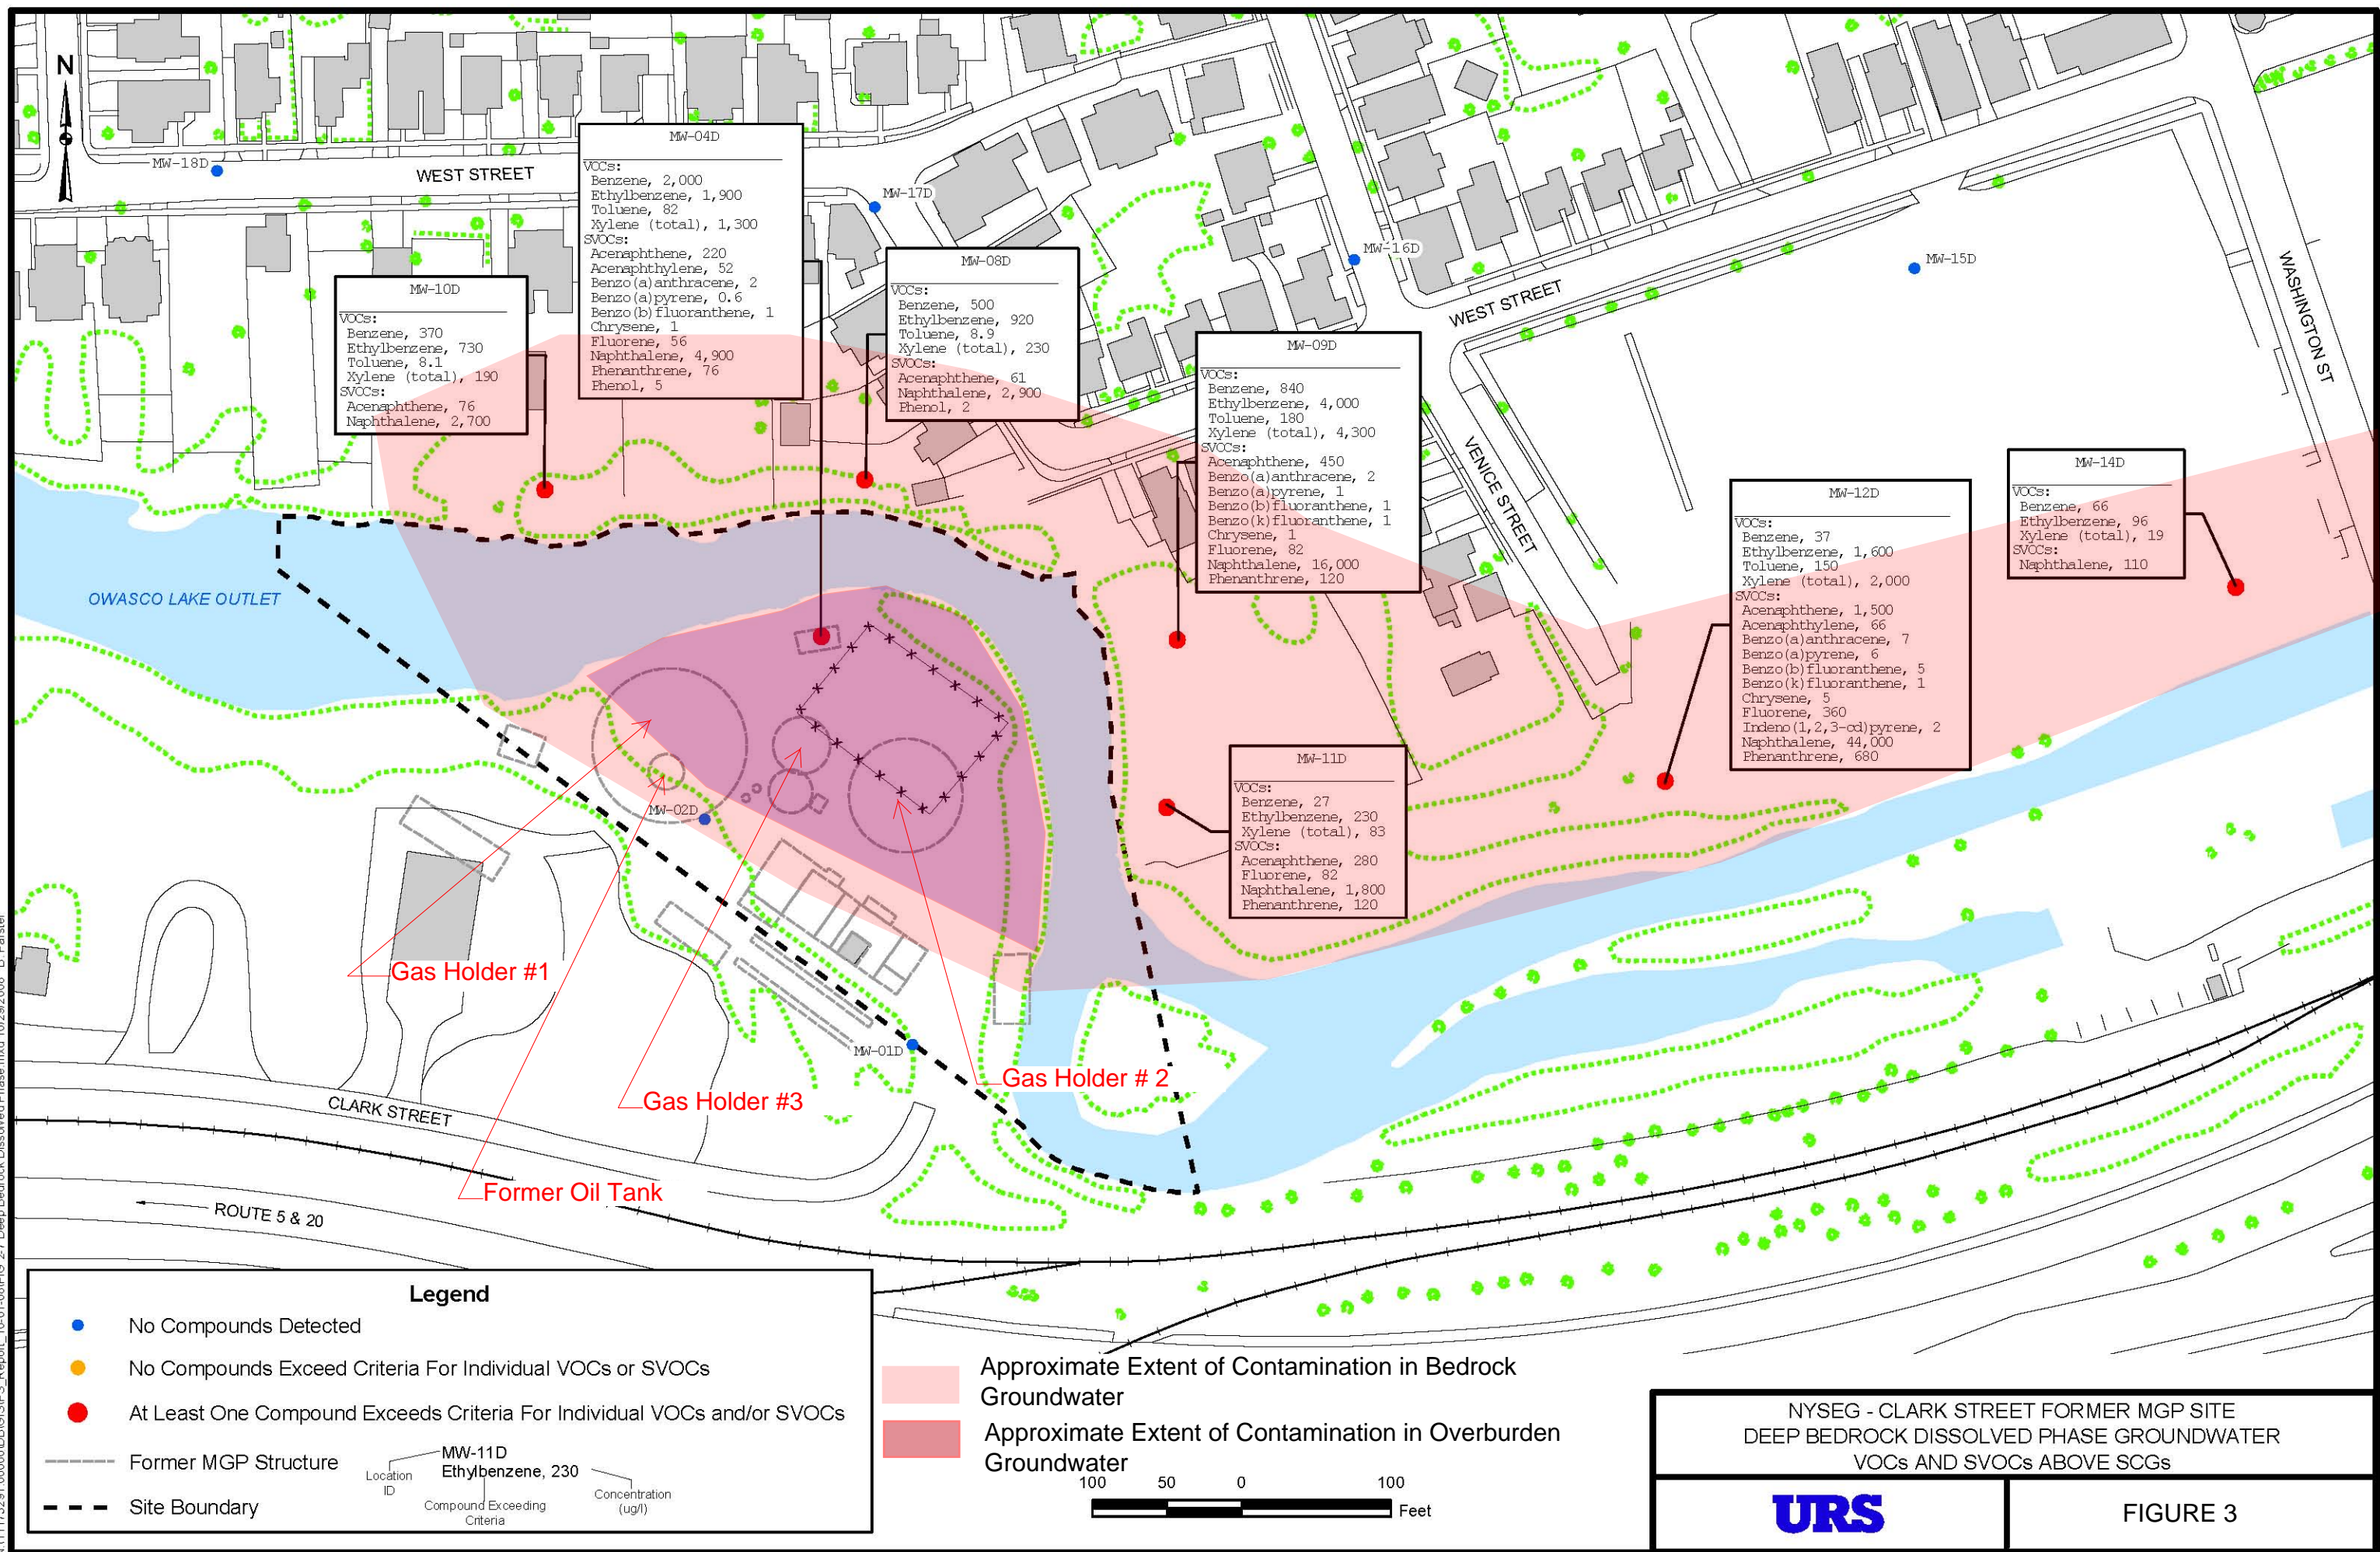 N
MW-18D
WEST STREET
MW-04D
VOCs:
Benzene, 2,000
Ethylbenzene, 1,900
Toluene, 82
Xylene (total), 1,300
SVOCs:
Acenaphthene, 220
Acenaphthylene, 52
Benzo(a)anthracene, 2
Benzo(a)pyrene, 0.6
Benzo(b)fluoranthene, 1
Chrysene, 1
Fluorene, 56
Naphthalene, 4,900
Phenanthrene, 76
Phenol, 5
MW-17D
MW-16D
MW-15D
WEST STREET
WASHINGTON ST
VENICE STREET
MW-10D
VOCs:
Benzene, 370
Ethylbenzene, 730
Toluene, 8.1
Xylene (total), 190
SVOCs:
Acenaphthene, 76
Naphthalene, 2,700
MW-08D
VOCs:
Benzene, 500
Ethylbenzene, 920
Toluene, 8.9
Xylene (total), 230
SVOCs:
Acenaphthene, 61
Naphthalene, 2,900
Phenol, 2
MW-09D
VOCs:
Benzene, 840
Ethylbenzene, 4,000
Toluene, 180
Xylene (total), 4,300
SVOCs:
Acenaphthene, 450
Benzo(a)anthracene, 2
Benzo(a)pyrene, 1
Benzo(b)fluoranthene, 1
Benzo(k)fluoranthene, 1
Chrysene, 1
Fluorene, 82
Naphthalene, 16,000
Phenanthrene, 120
MW-12D
VOCs:
Benzene, 37
Ethylbenzene, 1,600
Toluene, 150
Xylene (total), 2,000
SVOCs:
Acenaphthene, 1,500
Acenaphthylene, 66
Benzo(a)anthracene, 7
Benzo(a)pyrene, 6
Benzo(b)fluoranthene, 5
Benzo(k)fluoranthene, 1
Chrysene, 5
Fluorene, 360
Indeno(1,2,3-cd)pyrene, 2
Naphthalene, 44,000
Phenanthrene, 680
MW-14D
VOCs:
Benzene, 66
Ethylbenzene, 96
Xylene (total), 19
SVOCs:
Naphthalene, 110
OWASCO LAKE OUTLET
MW-11D
VOCs:
Benzene, 27
Ethylbenzene, 230
Xylene (total), 83
SVOCs:
Acenaphthene, 280
Fluorene, 82
Naphthalene, 1,800
Phenanthrene, 120
MW-02D
Gas Holder #1
MW-01D
Gas Holder # 2
Gas Holder #3
CLARK STREET
Former Oil Tank
ROUTE 5 & 20
Legend
No Compounds Detected
No Compounds Exceed Criteria For Individual VOCs or SVOCs
At Least One Compound Exceeds Criteria For Individual VOCs and/or SVOCs
Former MGP Structure
Location
ID
MW-11D
Ethylbenzene, 230
Compound Exceeding
Criteria
Concentration
(ug/l)
Site Boundary
Approximate Extent of Contamination in Bedrock
Groundwater
Approximate Extent of Contamination in Overburden
Groundwater
100 50 0 100
Feet
NYSEG - CLARK STREET FORMER MGP SITE
DEEP BEDROCK DISSOLVED PHASE GROUNDWATER
VOCs AND SVOCs ABOVE SCGs
URS
FIGURE 3